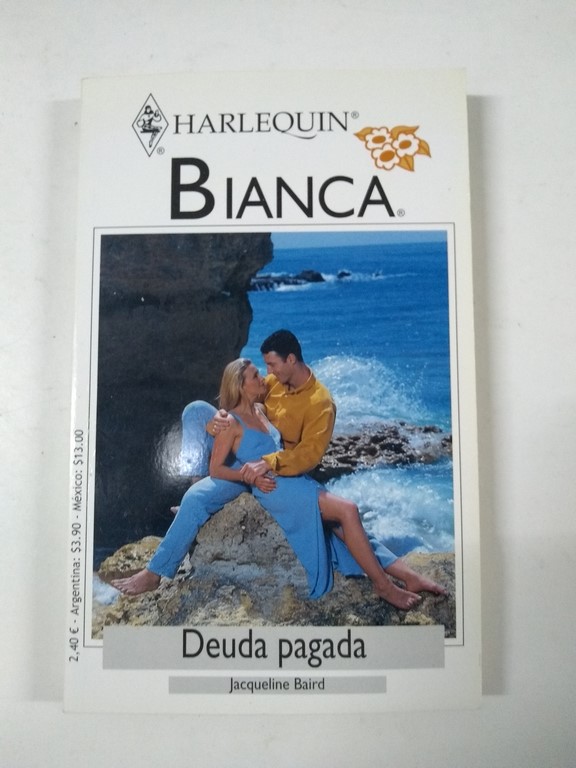 HARLEQUIN®
®
BIANCA®
2,40 € - Argentina: $3.90 - México: $13.00
Deuda pagada
Jacqueline Baird